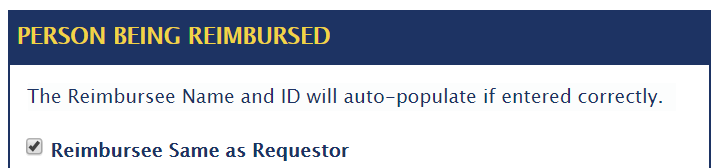 PERSON BEING REIMBURSED
The Reimbursee Name and ID will auto-populate if entered correctly.
Reimbursee Same as Requestor